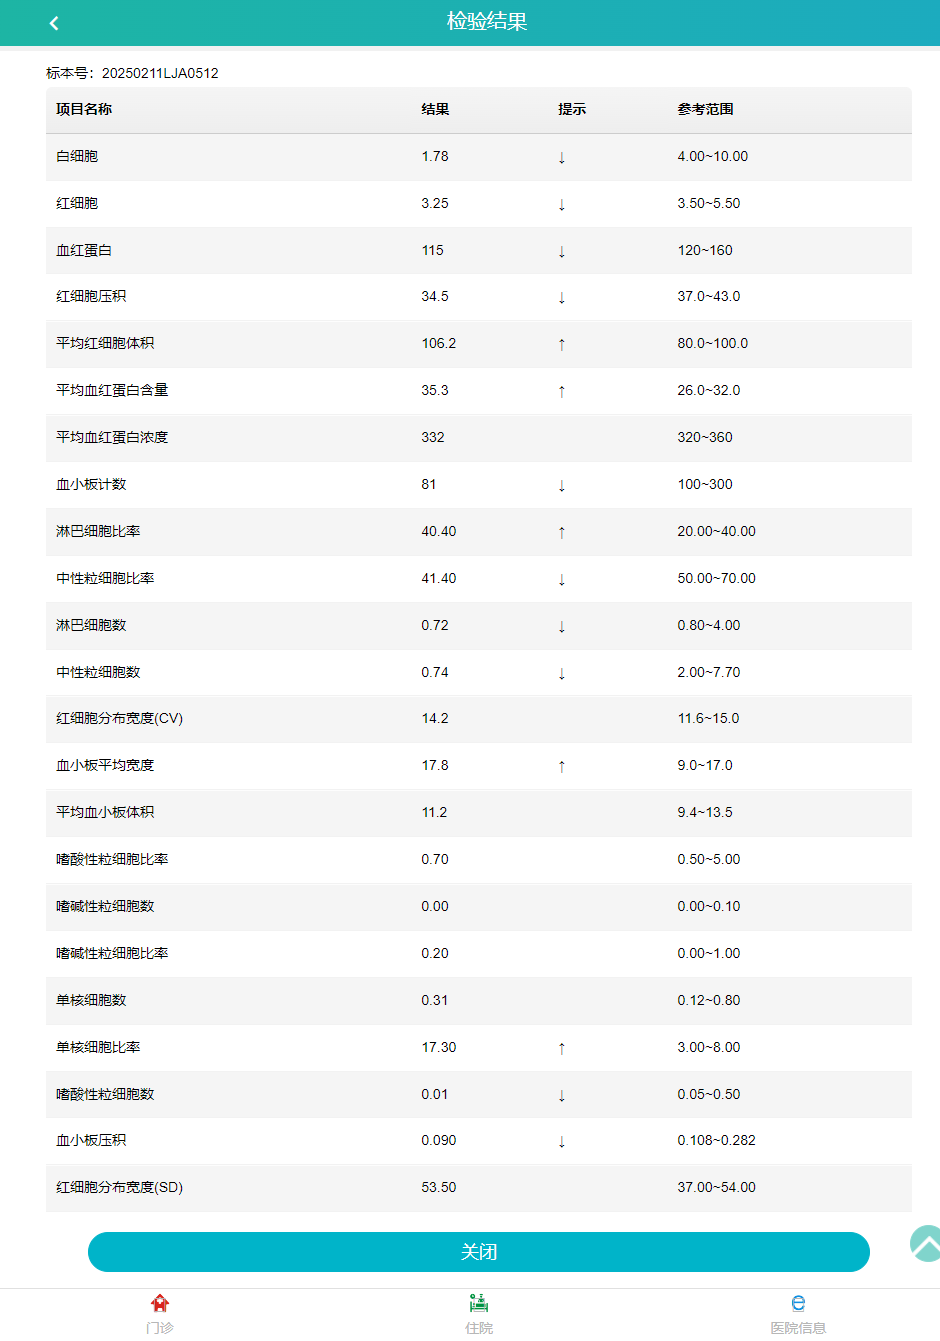 检验结果
标本号：20250211LJA0512
项目名称 结果 提示 参考范围
白细胞 1.78 ↓ 4.00~10.00
红细胞 3.25 ↓ 3.50~5.50
血红蛋白 115 ↓ 120~160
红细胞压积 34.5 ↓ 37.0~43.0
平均红细胞体积 106.2 ↑ 80.0~100.0
平均血红蛋白含量 35.3 ↑ 26.0~32.0
平均血红蛋白浓度 332 320~360
血小板计数 81 ↓ 100~300
淋巴细胞比率 40.40 ↑ 20.00~40.00
中性粒细胞比率 41.40 ↓ 50.00~70.00
淋巴细胞数 0.72 ↓ 0.80~4.00
中性粒细胞数 0.74 ↓ 2.00~7.70
红细胞分布宽度(CV) 14.2 11.6~15.0
血小板平均宽度 17.8 ↑ 9.0~17.0
平均血小板体积 11.2 9.4~13.5
嗜酸性粒细胞比率 0.70 0.50~5.00
嗜碱性粒细胞数 0.00 0.00~0.10
嗜碱性粒细胞比率 0.20 0.00~1.00
单核细胞数 0.31 0.12~0.80
单核细胞比率 17.30 ↑ 3.00~8.00
嗜酸性粒细胞数 0.01 ↓ 0.05~0.50
血小板压积 0.090 ↓ 0.108~0.282
红细胞分布宽度(SD) 53.50 37.00~54.00
关闭
门诊 住院 医院信息